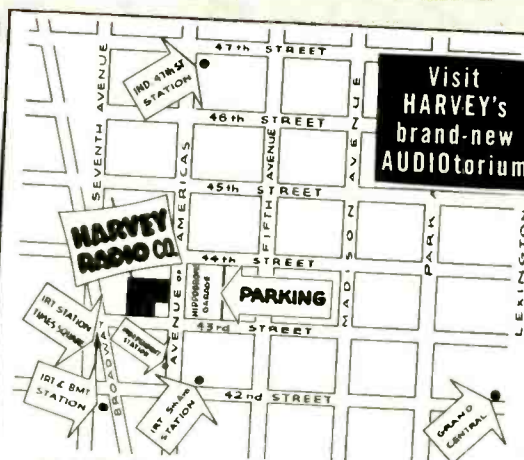 47th STREET
IND. 47th ST
STATION
Visit
HARVEY's
brand-new
AUDIOtorium
SEVENTH AVENUE
46th STREET
FIFTH AVENUE
MADISON AVENUE
45th STREET
PARK
LEXINGTON
AVENUE OF AMERICAS
HARVEY
RADIO CO.
44th STREET
HIPPODROME
GARAGE
PARKING
IRT STATION
TIMES SQUARE
INDEPENDENT
STATION
43rd STREET
BROADWAY
IRT & BMT
STATION
IRT
STATION
42nd STREET
GRAND
CENTRAL